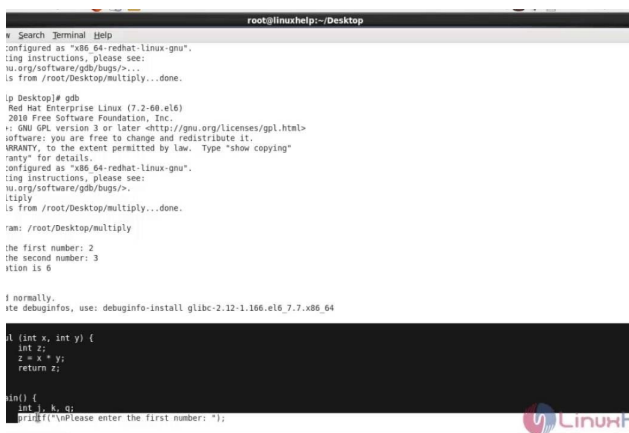 root@linuxhelp:~/Desktop
w Search Terminal Help
configured as "x86_64-redhat-linux-gnu".
ting instructions, please see:
nu.org/software/gdb/bugs/>...
ls from /root/Desktop/multiply...done.
lp Desktop]# gdb
Red Hat Enterprise Linux (7.2-60.el6)
2010 Free Software Foundation, Inc.
+: GNU GPL version 3 or later <http://gnu.org/licenses/gpl.html>
software: you are free to change and redistribute it.
ARRANTY, to the extent permitted by law. Type "show copying"
ranty" for details.
configured as "x86_64-redhat-linux-gnu".
ting instructions, please see:
nu.org/software/gdb/bugs/>.
ltiply
ls from /root/Desktop/multiply...done.
ram: /root/Desktop/multiply
the first number: 2
the second number: 3
ation is 6
d normally.
ate debuginfos, use: debuginfo-install glibc-2.12-1.166.el6_7.7.x86_64
ul (int x, int y) {
int z;
z = x * y;
return z;
ain() {
int j, k, q;
printf("\nPlease enter the first number: ");
LinuxH